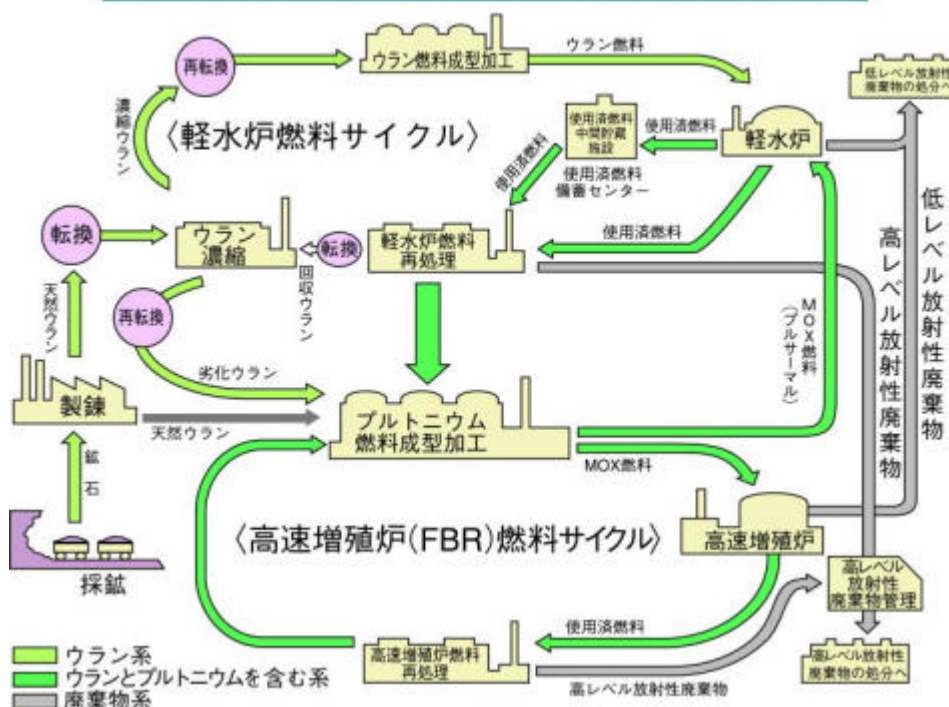 再転換
ウラン燃料成型加工
ウラン燃料
低レベル放射性
廃棄物の処分へ
濃縮ウラン
〈軽水炉燃料サイクル〉
使用済燃料
中間貯蔵
施設
使用済燃料
軽水炉
使用済燃料
使用済燃料
備蓄センター
転換
ウラン
濃縮
転換
軽水炉燃料
再処理
使用済燃料
天然ウラン
回収ウラン
再転換
MOX燃料
(プルサーマル)
高レベル放射性廃棄物
低レベル放射性廃棄物
劣化ウラン
製錬
天然ウラン
プルトニウム
燃料成型加工
MOX燃料
鉱石
〈高速増殖炉(FBR)燃料サイクル〉
高速増殖炉
採鉱
高レベル
放射性
廃棄物管理
使用済燃料
高速増殖炉燃料
再処理
高レベル放射性廃棄物
高レベル放射性
廃棄物の処分へ
ウラン系
ウランとプルトニウムを含む系
廃棄物系